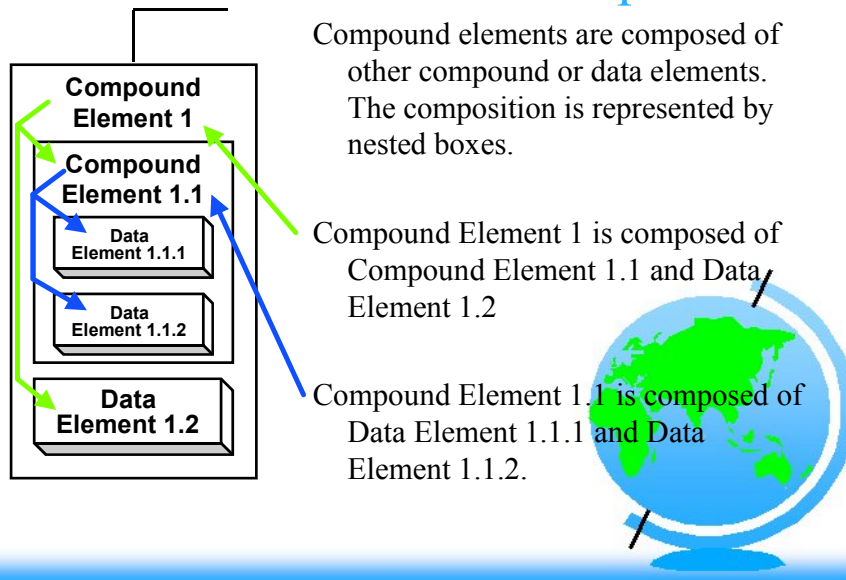 Compound elements are composed of
other compound or data elements.
The composition is represented by
nested boxes.
Compound
Element 1
Compound
Element 1.1
Data
Element 1.1.1
Data
Element 1.1.2
Data
Element 1.2
Compound Element 1 is composed of
Compound Element 1.1 and Data
Element 1.2
Compound Element 1.1 is composed of
Data Element 1.1.1 and Data
Element 1.1.2.